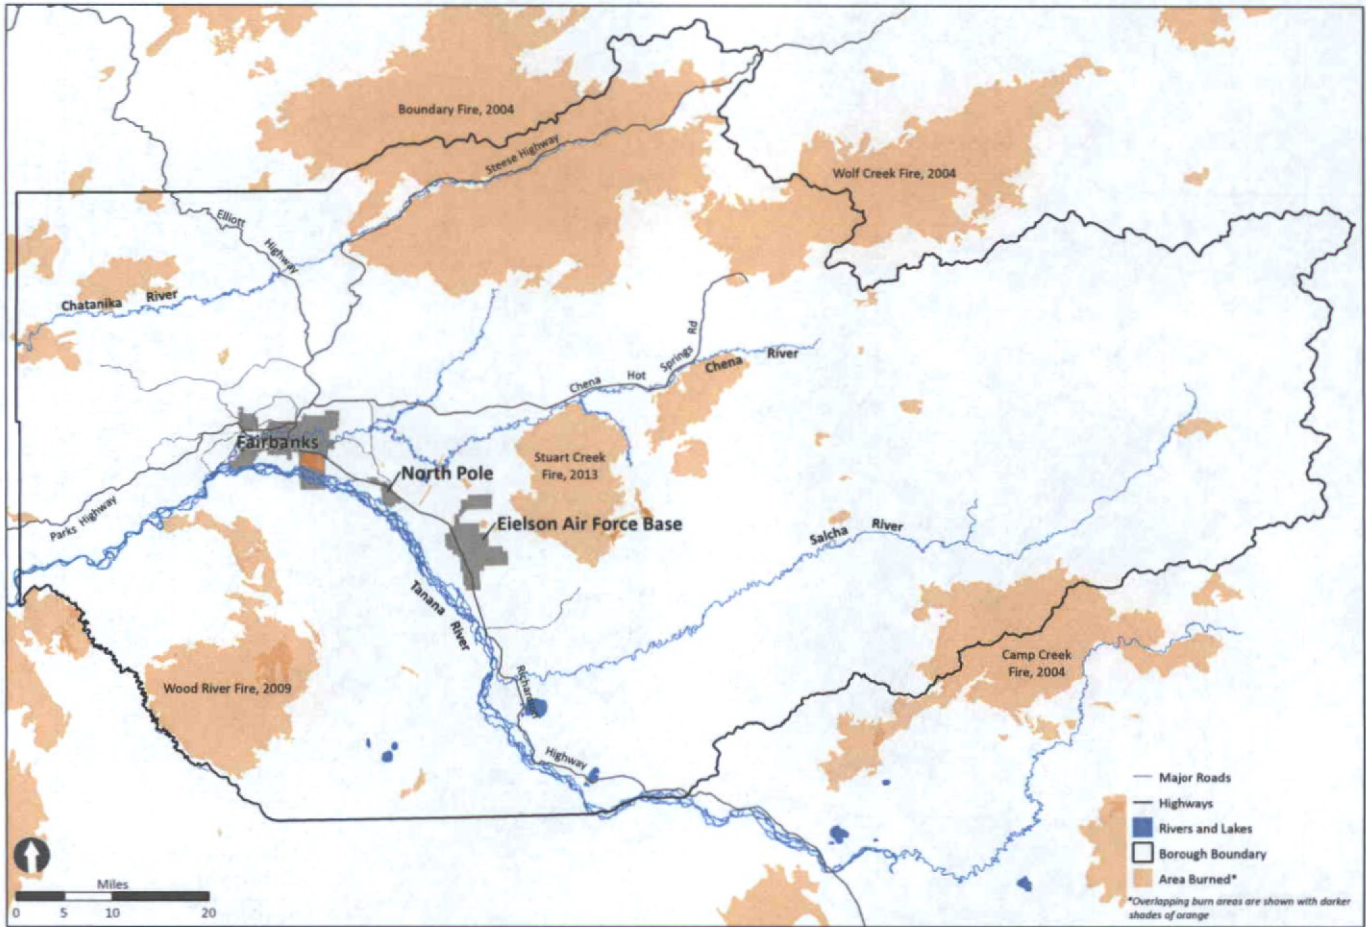 Boundary Fire, 2004
Steese Highway
Wolf Creek Fire, 2004
Elliott
Highway
Chatanika River
Chena Hot Springs Rd
Chena River
Fairbanks
Stuart Creek
Fire, 2013
North Pole
Parks Highway
Eielson Air Force Base
Salcha River
Tanana
River
Camp Creek
Fire, 2004
Wood River Fire, 2009
Highway
Major Roads
Highways
Rivers and Lakes
Borough Boundary
Area Burned*
*Overlapping burn areas are shown with darker
shades of orange
Miles
0 5 10 20